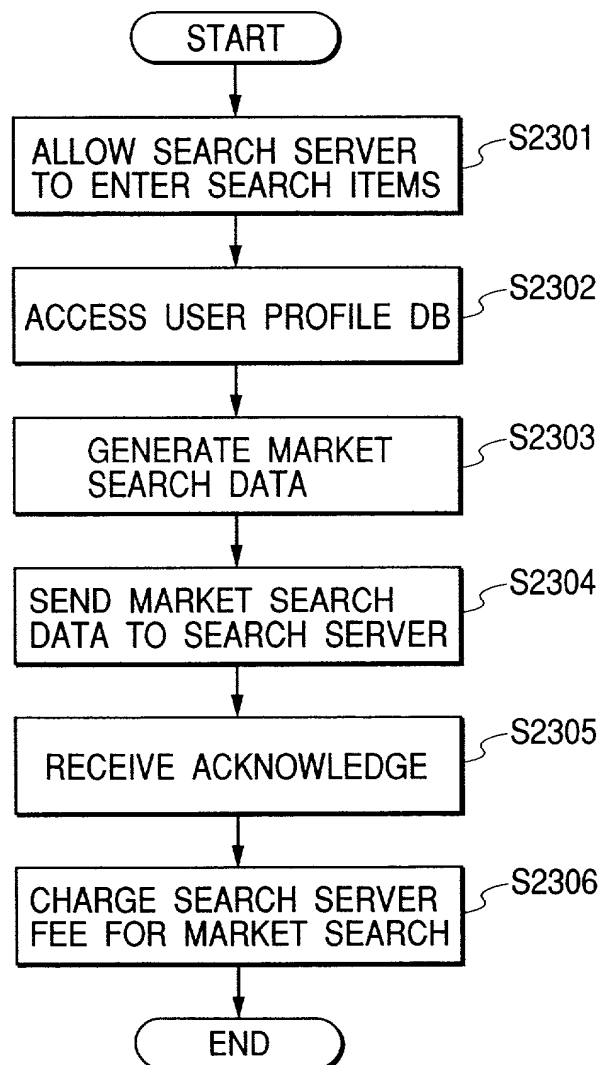 START
ALLOW SEARCH SERVER
TO ENTER SEARCH ITEMS
S2301
ACCESS USER PROFILE DB
S2302
GENERATE MARKET
SEARCH DATA
S2303
SEND MARKET SEARCH
DATA TO SEARCH SERVER
S2304
RECEIVE ACKNOWLEDGE
S2305
CHARGE SEARCH SERVER
FEE FOR MARKET SEARCH
S2306
END